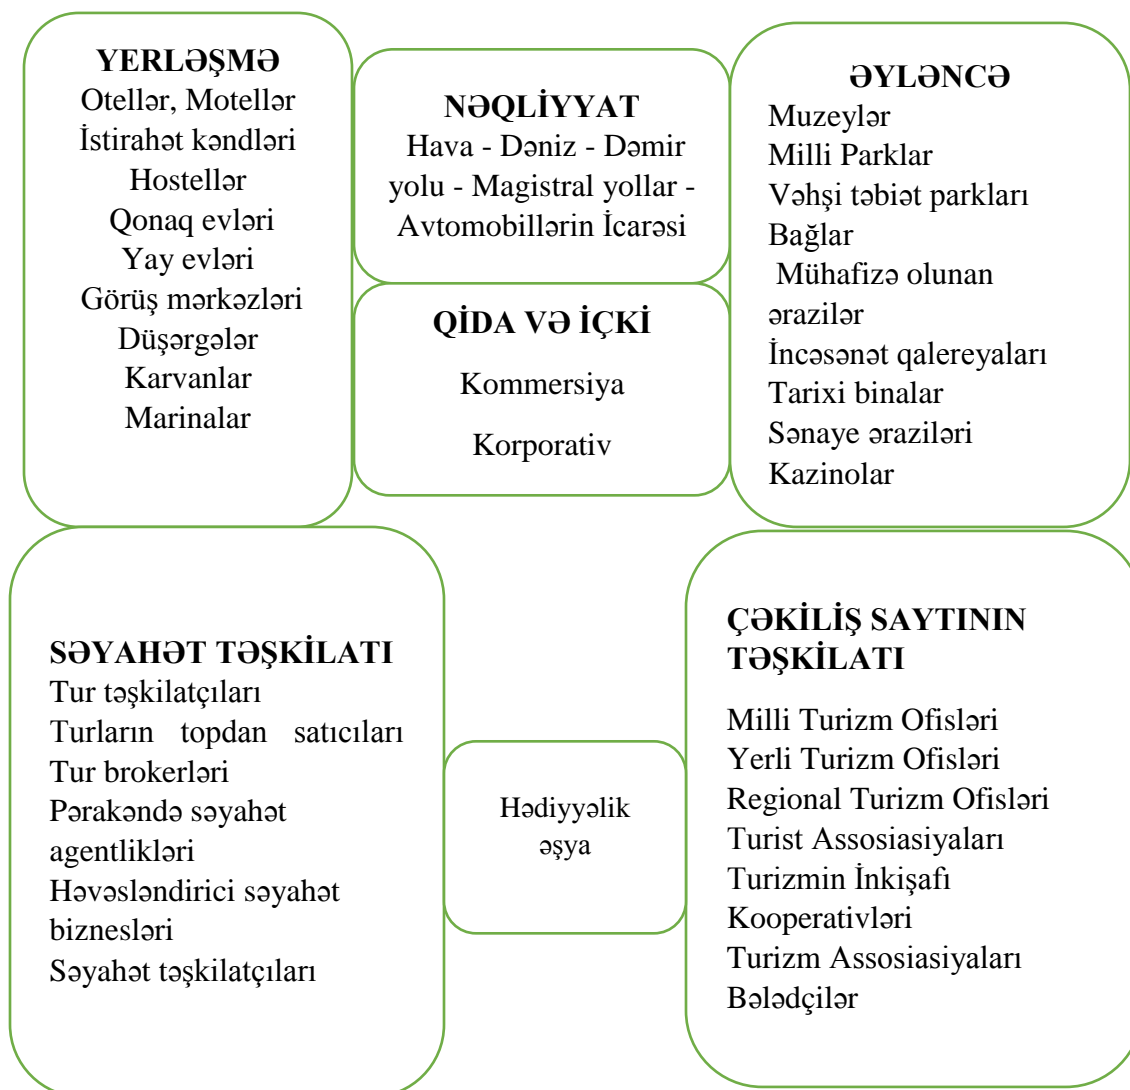 YERLƏŞMƏ
Otellər, Motellər
İstirahət kəndləri
Hostellər
Qonaq evləri
Yay evləri
Görüş mərkəzləri
Düşərgələr
Karvanlar
Marinalar
NƏQLİYYAT
Hava - Dəniz - Dəmir
yolu - Magistral yollar -
Avtomobillərin İcarəsi
QİDA VƏ İÇKİ
Kommersiya
Korporativ
ƏYLƏNCƏ
Muzeylər
Milli Parklar
Vəhşi təbiət parkları
Bağlar
Mühafizə olunan
ərazilər
İncəsənət qalereyaları
Tarixi binalar
Sənaye əraziləri
Kazinolar
SƏYAHƏT TƏŞKİLATI
Tur təşkilatçıları
Turların topdan satıcıları
Tur brokerləri
Pərakəndə səyahət
agentlikləri
Həvəsləndirici səyahət
biznesləri
Səyahət təşkilatçıları
Hədiyyəlik
əşya
ÇƏKİLİŞ SAYTININ
TƏŞKİLATI
Milli Turizm Ofisləri
Yerli Turizm Ofisləri
Regional Turizm Ofisləri
Turist Assosiasiyaları
Turizmin İnkişafı
Kooperativləri
Turizm Assosiasiyaları
Bələdçilər